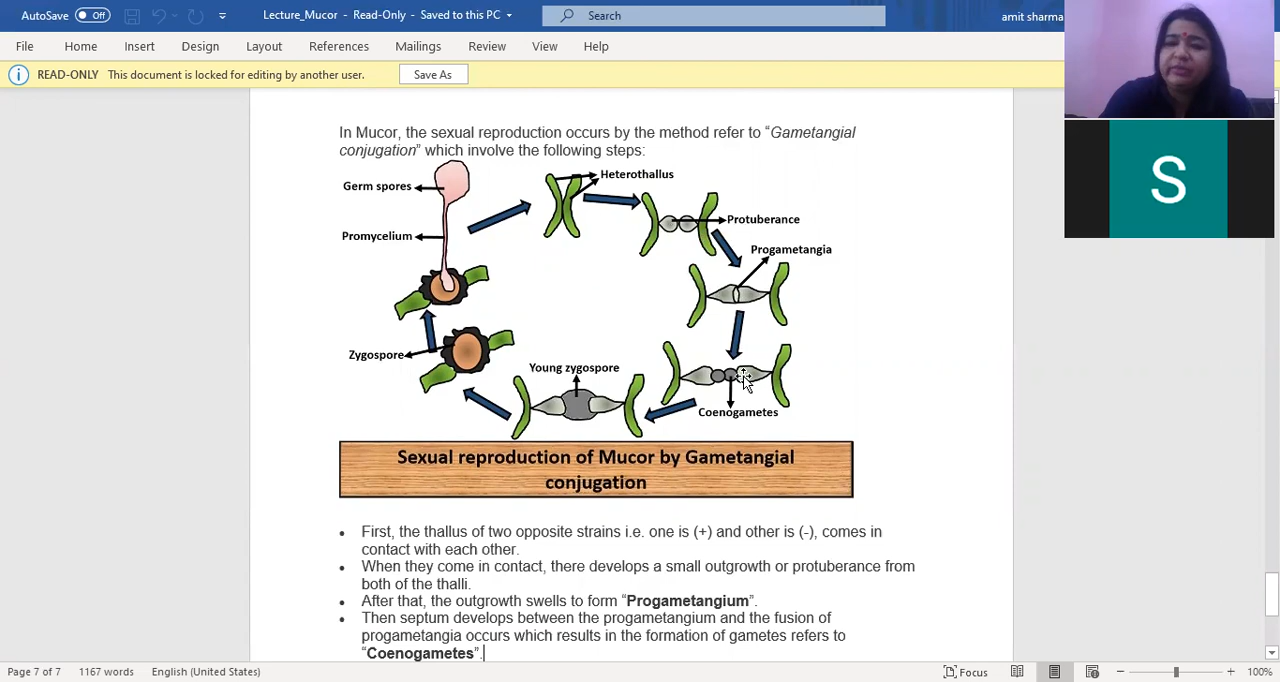 AutoSave Off Lecture_Mucor - Read-Only - Saved to this PC Search amit sharma
File Home Insert Design Layout References Mailings Review View Help
READ-ONLY This document is locked for editing by another user. Save As
In Mucor, the sexual reproduction occurs by the method refer to “Gametangial
conjugation” which involve the following steps:
Germ spores
Heterothallus
Promycelium
Protuberance
Progametangia
Zygospore
Young zygospore
Coenogametes
Sexual reproduction of Mucor by Gametangial
conjugation
• First, the thallus of two opposite strains i.e. one is (+) and other is (-), comes in
contact with each other.
• When they come in contact, there develops a small outgrowth or protuberance from
both of the thalli.
• After that, the outgrowth swells to form “Progametangium”.
• Then septum develops between the progametangium and the fusion of
progametangia occurs which results in the formation of gametes refers to
“Coenogametes”.
S
Page 7 of 7 1167 words English (United States) Focus 100%